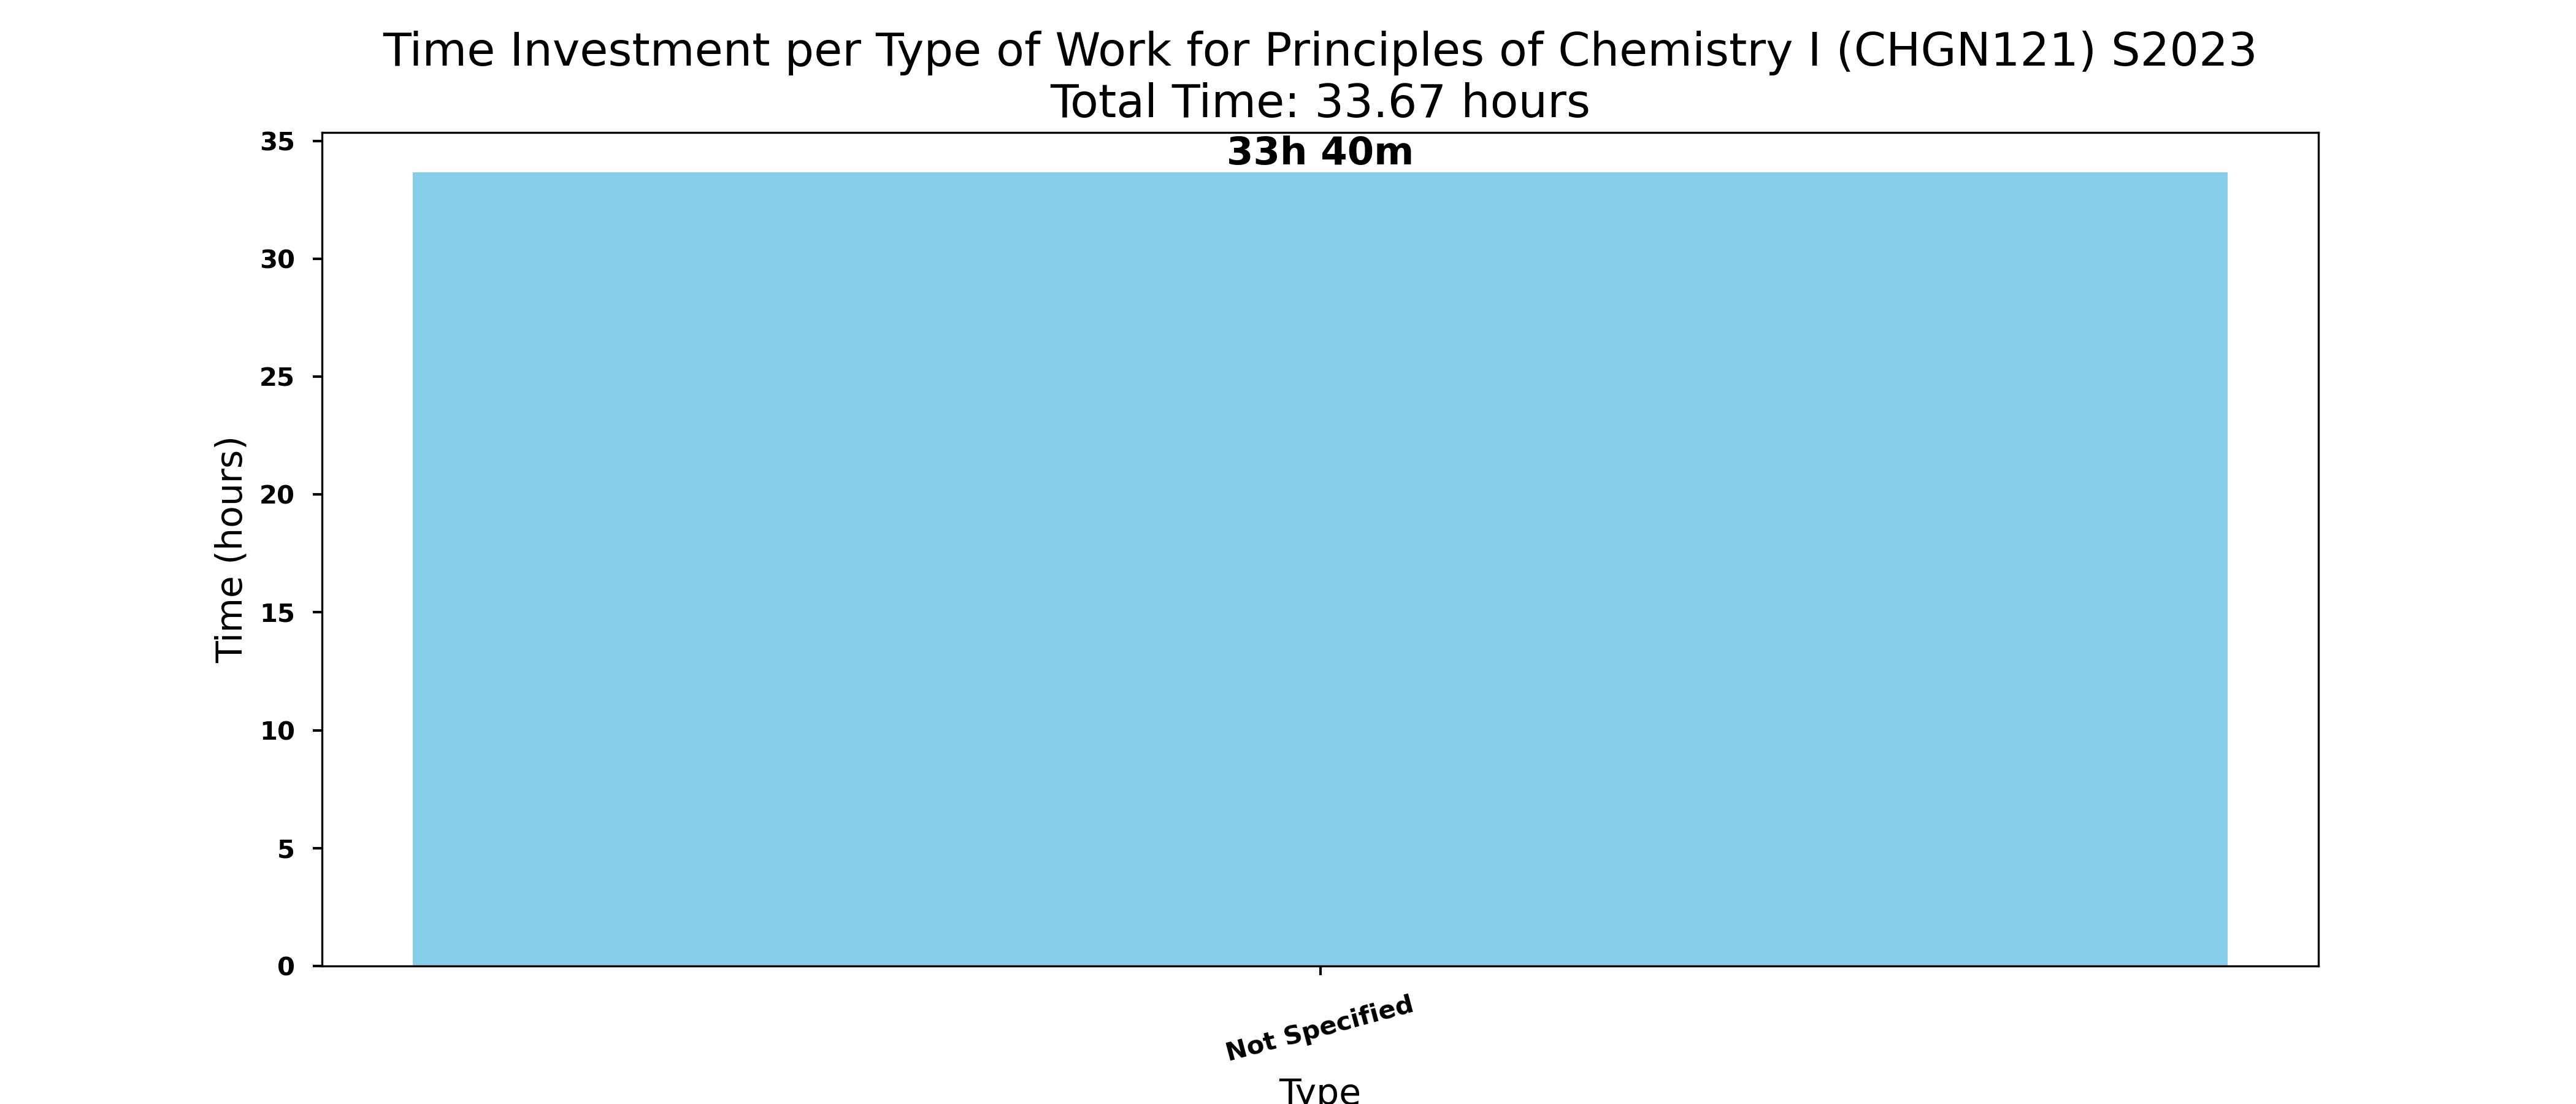 Time Investment per Type of Work for Principles of Chemistry I (CHGN121) S2023
Total Time: 33.67 hours
33h 40m
35
30
25
20
15
10
5
0
Time (hours)
Not Specified
Type